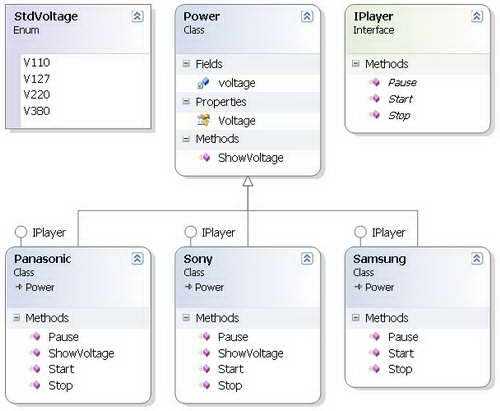 StdVoltage
Enum
V110
V127
V220
V380
Power
Class
Fields
voltage
Properties
Voltage
Methods
ShowVoltage
IPlayer
Interface
Methods
Pause
Start
Stop
IPlayer
Panasonic
Class
Power
Methods
Pause
ShowVoltage
Start
Stop
IPlayer
Sony
Class
Power
Methods
Pause
ShowVoltage
Start
Stop
IPlayer
Samsung
Class
Power
Methods
Pause
Start
Stop